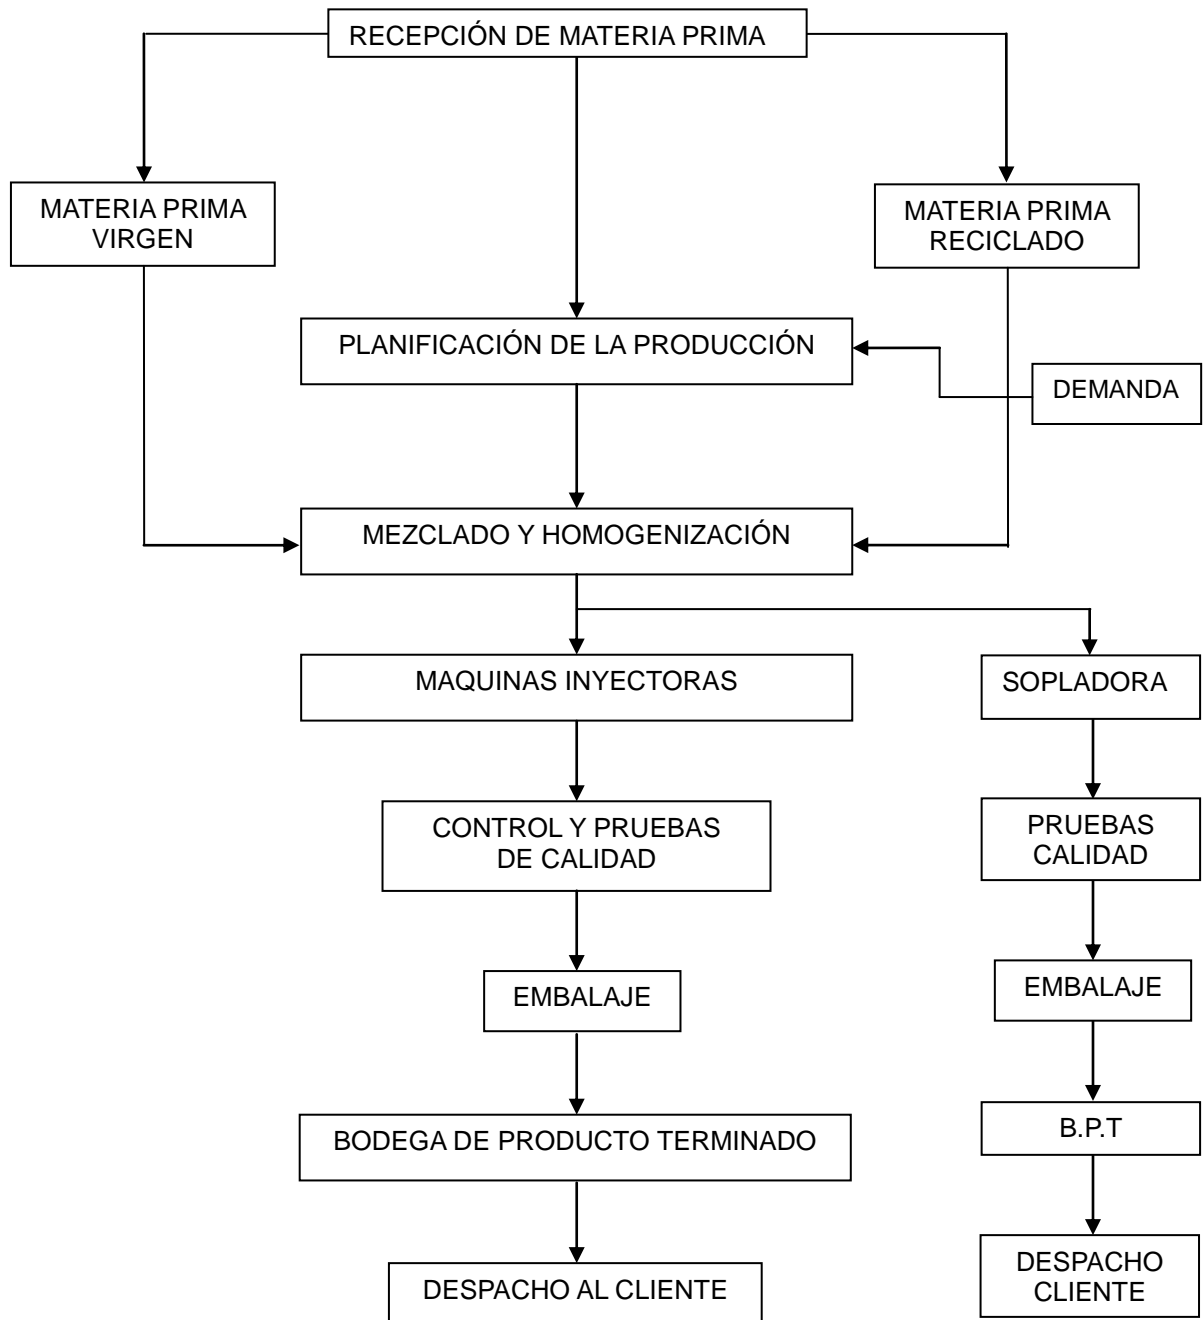 RECEPCIÓN DE MATERIA PRIMA
MATERIA PRIMA
VIRGEN
MATERIA PRIMA
RECICLADO
PLANIFICACIÓN DE LA PRODUCCIÓN
DEMANDA
MEZCLADO Y HOMOGENIZACIÓN
MAQUINAS INYECTORAS
SOPLADORA
CONTROL Y PRUEBAS
DE CALIDAD
PRUEBAS
CALIDAD
EMBALAJE
EMBALAJE
BODEGA DE PRODUCTO TERMINADO
B.P.T
DESPACHO AL CLIENTE
DESPACHO
CLIENTE